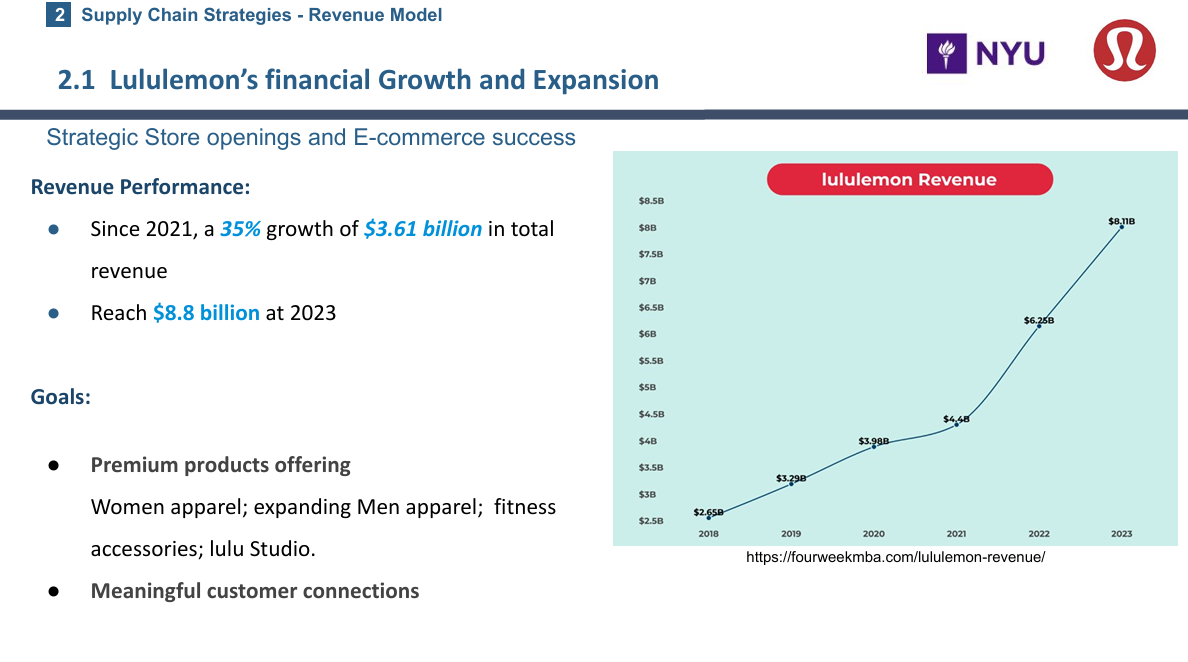 2 Supply Chain Strategies - Revenue Model
NYU
2.1 Lululemon’s financial Growth and Expansion
Strategic Store openings and E-commerce success
Revenue Performance:
● Since 2021, a 35% growth of $3.61 billion in total
revenue
● Reach $8.8 billion at 2023
Goals:
● Premium products offering
Women apparel; expanding Men apparel; fitness
accessories; lulu Studio.
● Meaningful customer connections
lululemon Revenue
$8.5B
$8B
$7.5B
$7B
$6.5B
$6B
$5.5B
$5B
$4.5B
$4B
$3.5B
$3B
$2.5B
$2.65B
$3.29B
$3.98B
$4.4B
$6.25B
$8.11B
2018 2019 2020 2021 2022 2023
https://fourweekmba.com/lululemon-revenue/